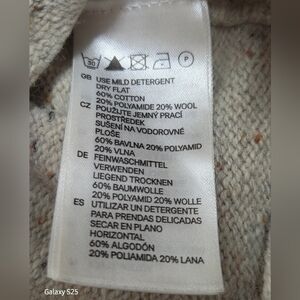 30
P
GB USE MILD DETERGENT
DRY FLAT
60% COTTON
20% POLYAMIDE 20% WOOL
CZ POUŽIJTE JEMNÝ PRACÍ
PROSTŘEDEK
SUŠENÍ NA VODOROVNÉ
PLOŠE
60% BAVLNA 20% POLYAMID
20% VLNA
DE FEINWASCHMITTEL
VERWENDEN
LIEGEND TROCKNEN
60% BAUMWOLLE
20% POLYAMID 20% WOLLE
ES UTILIZAR UN DETERGENTE
PARA PRENDAS DELICADAS
SECAR EN PLANO
HORIZONTAL
60% ALGODÓN
20% POLIAMIDA 20% LANA
Galaxy S25